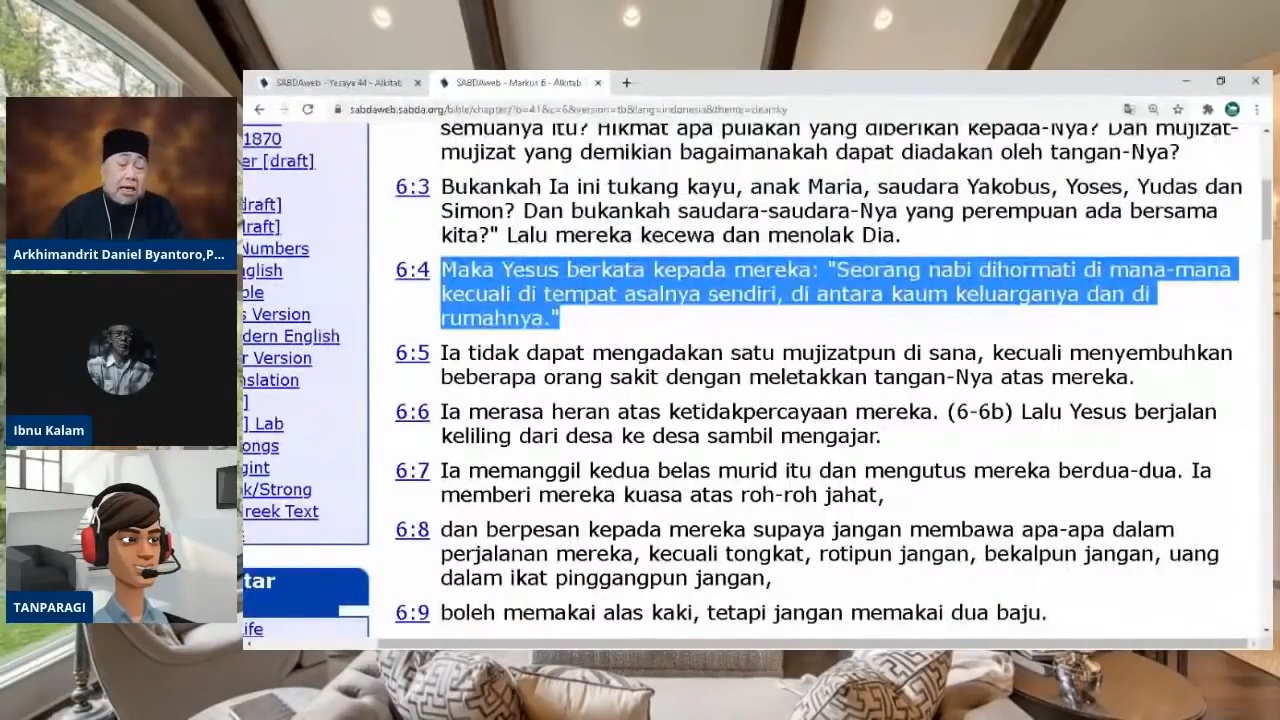 SABDAweb - Yesaya 44 - Alkitab
SABDAweb - Markus 6 - Alkitab
sabdaweb.sabda.org/bible/chapter/?b=41&c=6&version=tb&lang=indonesia&theme=clearsky
Arkhimandrit Daniel Byantoro,P...
Ibnu Kalam
TANPARAGI
1870
er [draft]
draft]
raft]
Numbers
nglish
ble
s Version
dern English
r Version
nslation
]
] Lab
ongs
gint
k/Strong
reek Text
tar
ife
semuanya itu? Hikmat apa pulakah yang diberikan kepada-Nya? Dan mujizat-
mujizat yang demikian bagaimanakah dapat diadakan oleh tangan-Nya?
6:3 Bukankah Ia ini tukang kayu, anak Maria, saudara Yakobus, Yoses, Yudas dan
Simon? Dan bukankah saudara-saudara-Nya yang perempuan ada bersama
kita?" Lalu mereka kecewa dan menolak Dia.
6:4 Maka Yesus berkata kepada mereka: "Seorang nabi dihormati di mana-mana
kecuali di tempat asalnya sendiri, di antara kaum keluarganya dan di
rumahnya."
6:5 Ia tidak dapat mengadakan satu mujizatpun di sana, kecuali menyembuhkan
beberapa orang sakit dengan meletakkan tangan-Nya atas mereka.
6:6 Ia merasa heran atas ketidakpercayaan mereka. (6-6b) Lalu Yesus berjalan
keliling dari desa ke desa sambil mengajar.
6:7 Ia memanggil kedua belas murid itu dan mengutus mereka berdua-dua. Ia
memberi mereka kuasa atas roh-roh jahat,
6:8 dan berpesan kepada mereka supaya jangan membawa apa-apa dalam
perjalanan mereka, kecuali tongkat, rotipun jangan, bekalpun jangan, uang
dalam ikat pinggangpun jangan,
6:9 boleh memakai alas kaki, tetapi jangan memakai dua baju.